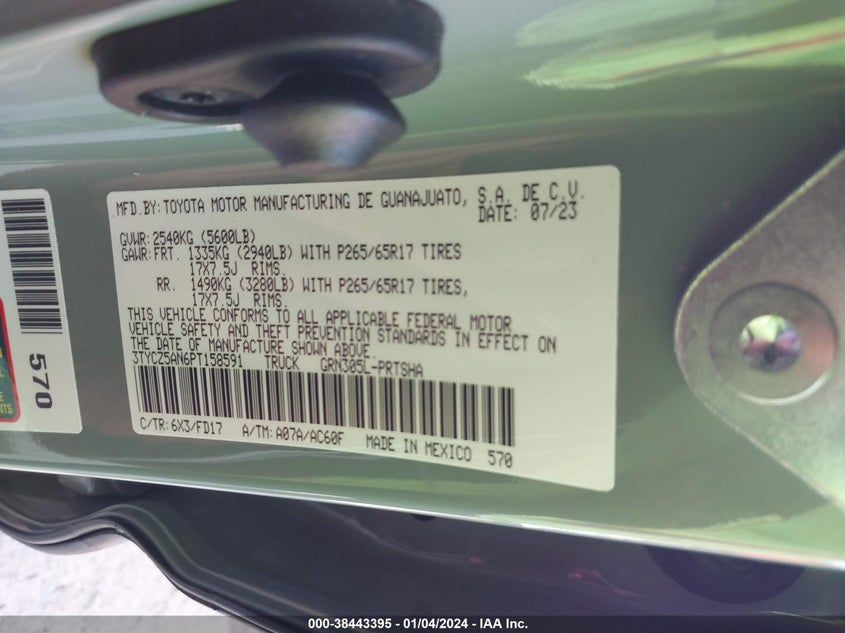 MFD.BY:TOYOTA MOTOR MANUFACTURING DE GUANAJUATO, S.A. DE C.V.
DATE: 07/23
GVWR:2540KG (5600LB)
GAWR:FRT. 1335KG (2940LB) WITH P265/65R17 TIRES
17X7.5J RIMS,
RR. 1490KG (3280LB) WITH P265/65R17 TIRES,
17X7.5J RIMS.
THIS VEHICLE CONFORMS TO ALL APPLICABLE FEDERAL MOTOR
VEHICLE SAFETY AND THEFT PREVENTION STANDARDS IN EFFECT ON
THE DATE OF MANUFACTURE SHOWN ABOVE.
3TYCZ5AN6PT158591 TRUCK GRN305L-PRTSHA
C/TR: 6X3/FD17 A/TM: A07A/AC60F MADE IN MEXICO 570
570
000-38443395 - 01/04/2024 - IAA Inc.